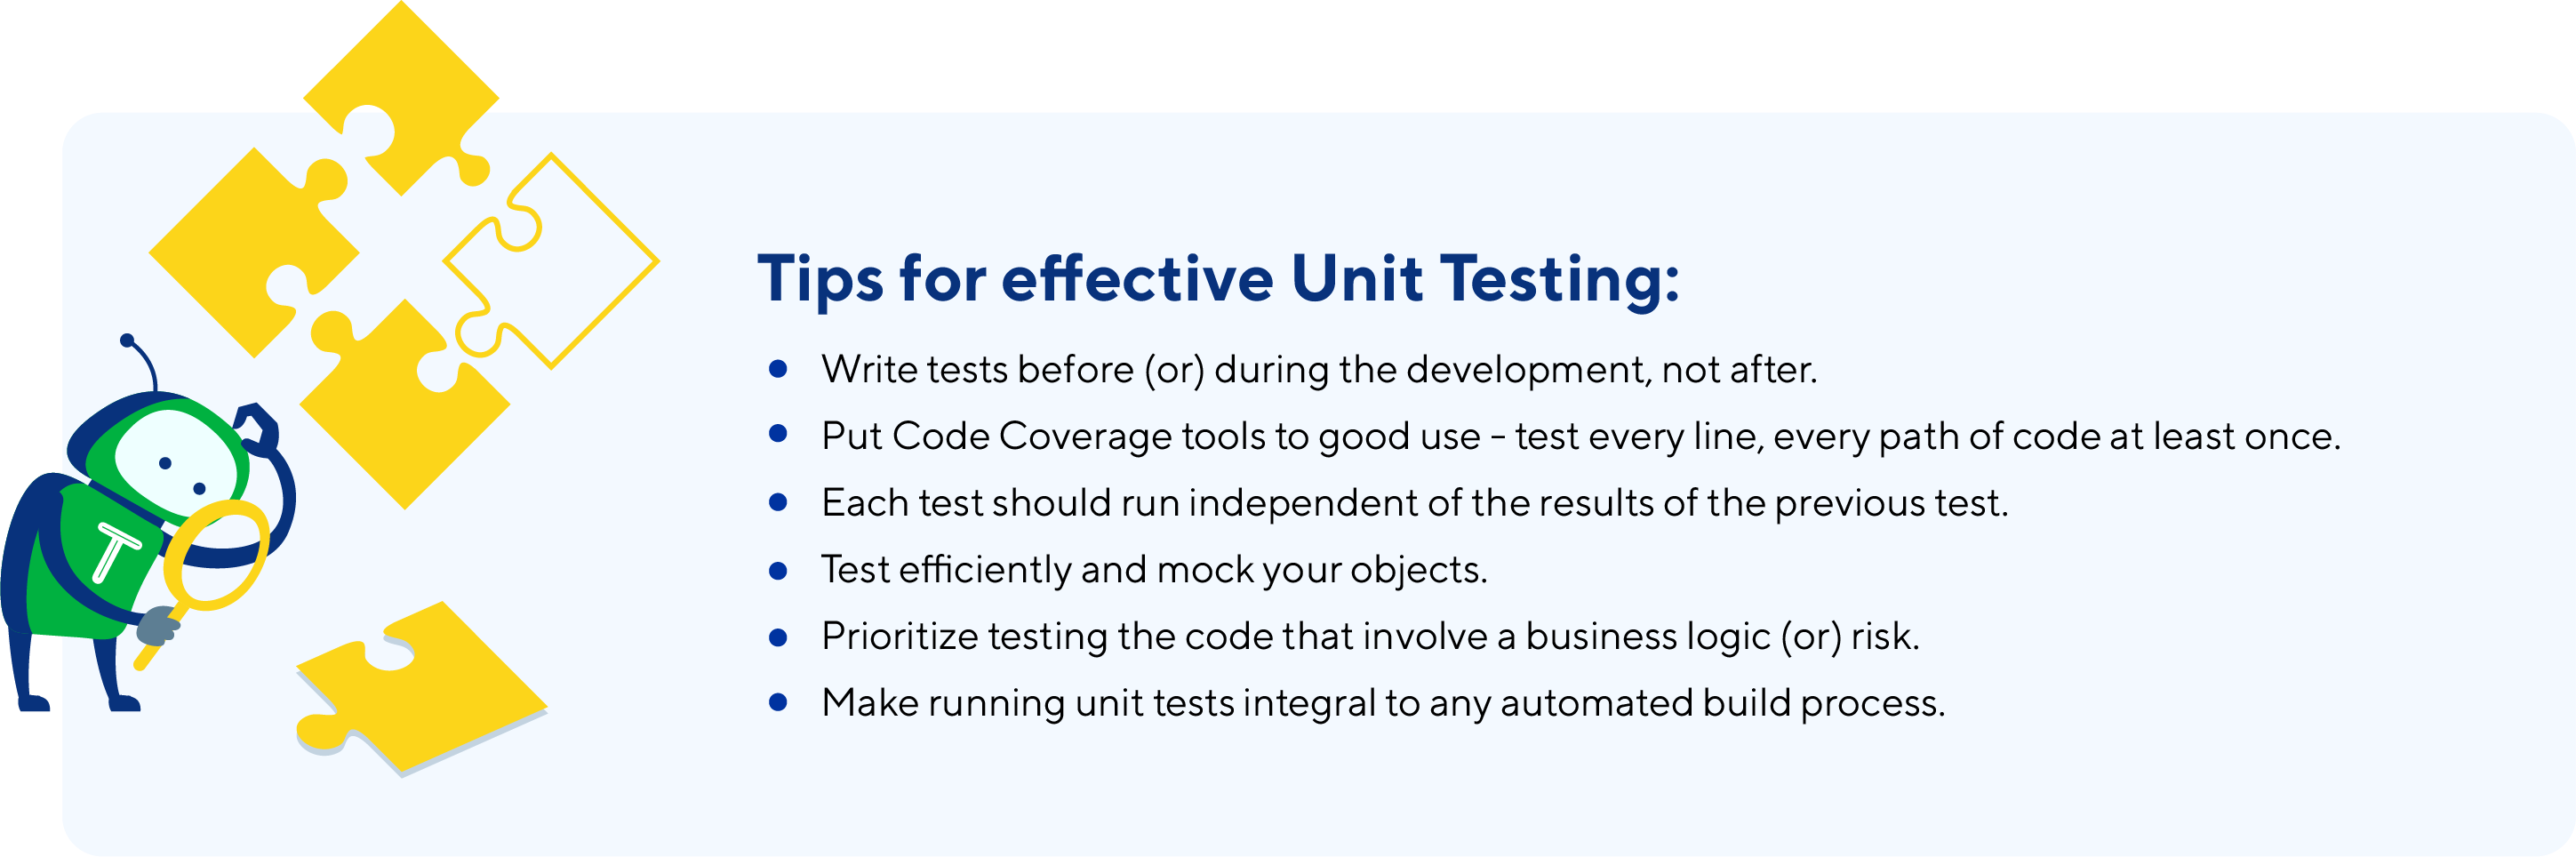 Tips for effective Unit Testing:
Write tests before (or) during the development, not after.
Put Code Coverage tools to good use - test every line, every path of code at least once.
Each test should run independent of the results of the previous test.
Test efficiently and mock your objects.
Prioritize testing the code that involve a business logic (or) risk.
Make running unit tests integral to any automated build process.
T